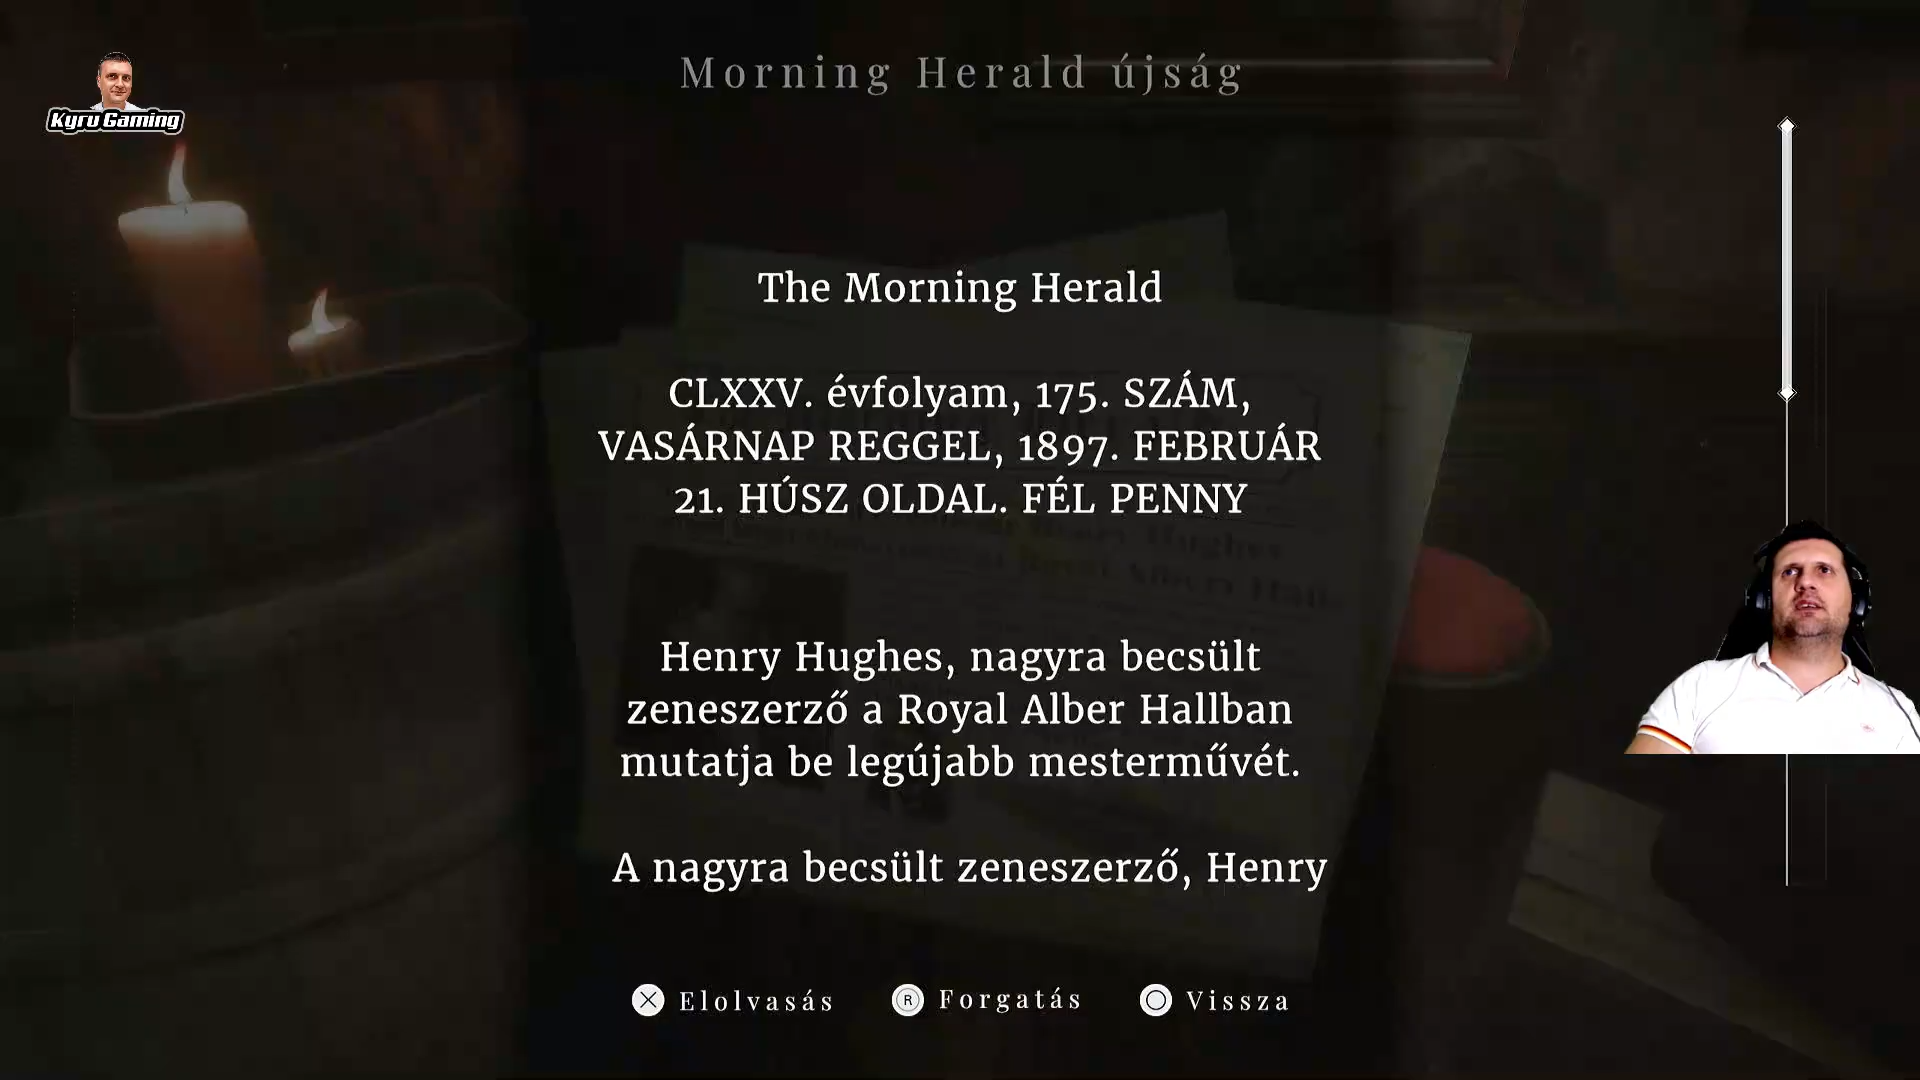 Morning Herald újság
Kyru Gaming
The Morning Herald
CLXXV. évfolyam, 175. SZÁM,
VASÁRNAP REGGEL, 1897. FEBRUÁR
21. HÚSZ OLDAL. FÉL PENNY
Henry Hughes, nagyra becsült
zeneszerző a Royal Alber Hallban
mutatja be legújabb mesterművét.
A nagyra becsült zeneszerző, Henry
Elolvasás
R Forgatás
Vissza